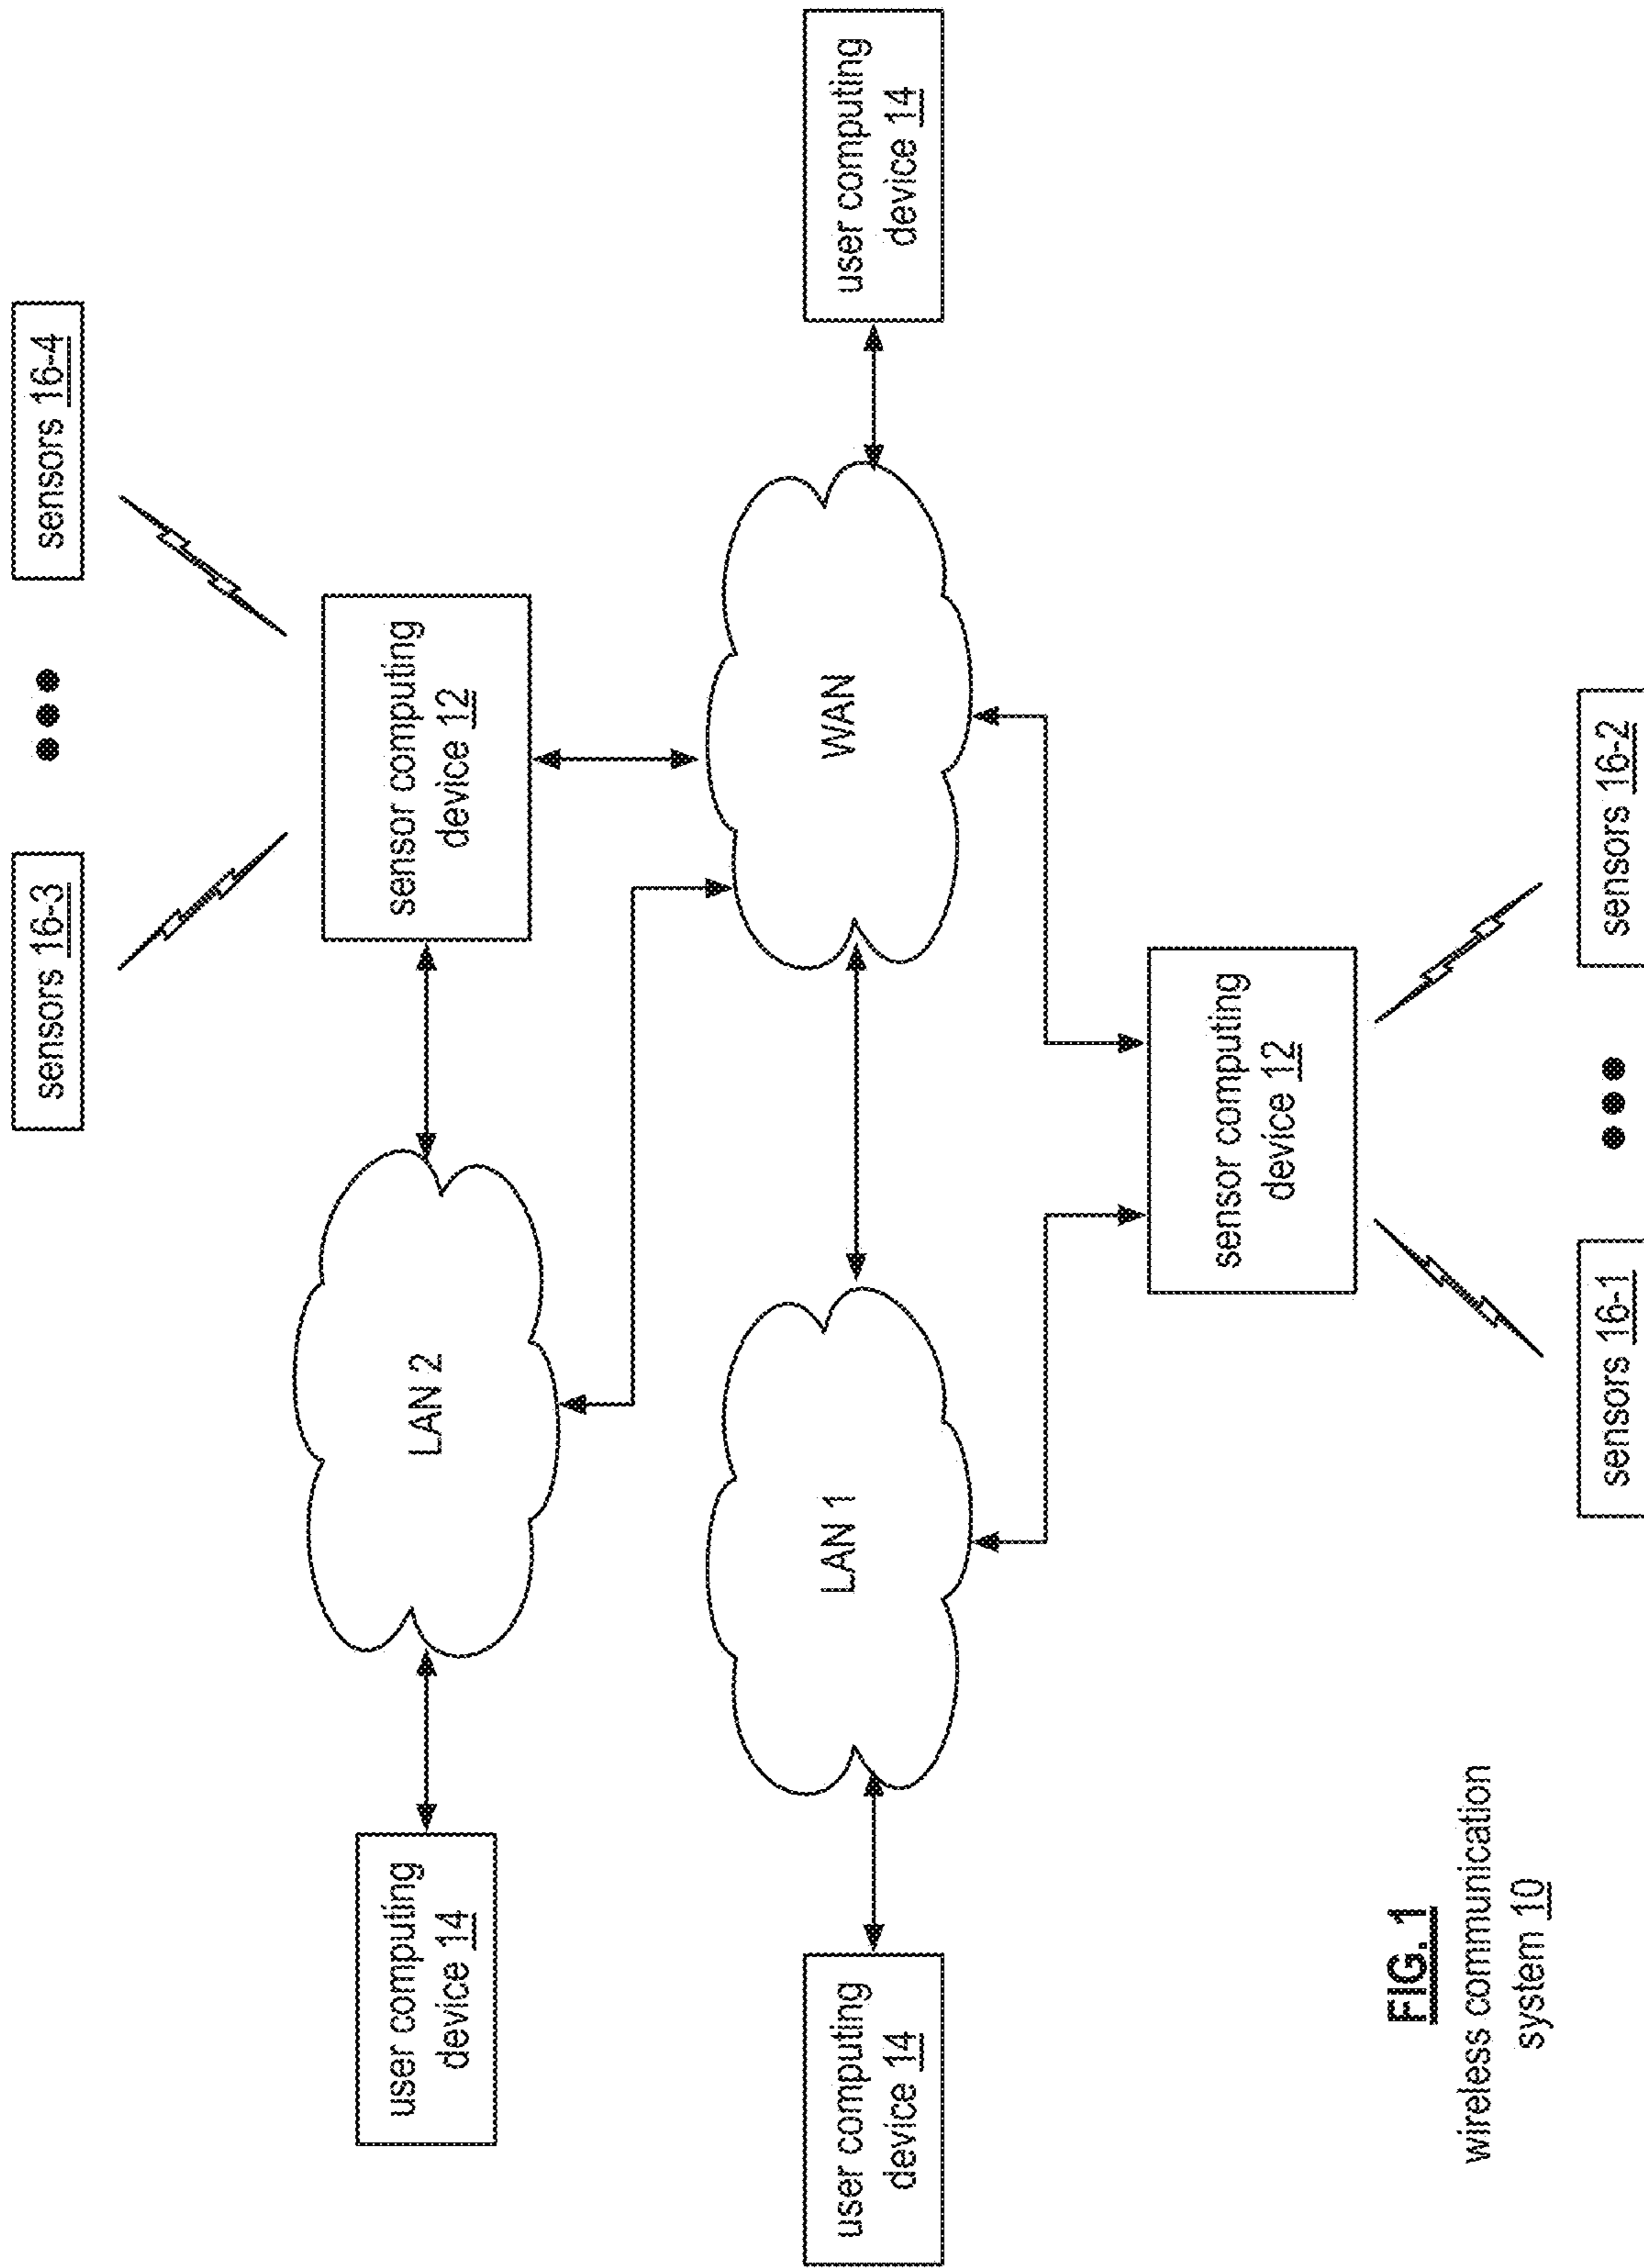 sensors 16-3
sensors 16-4
user computing
device 14
LAN 2
sensor computing
device 12
user computing
device 14
LAN 1
WAN
user computing
device 14
sensor computing
device 12
sensors 16-1
sensors 16-2
FIG. 1
wireless communication
system 10